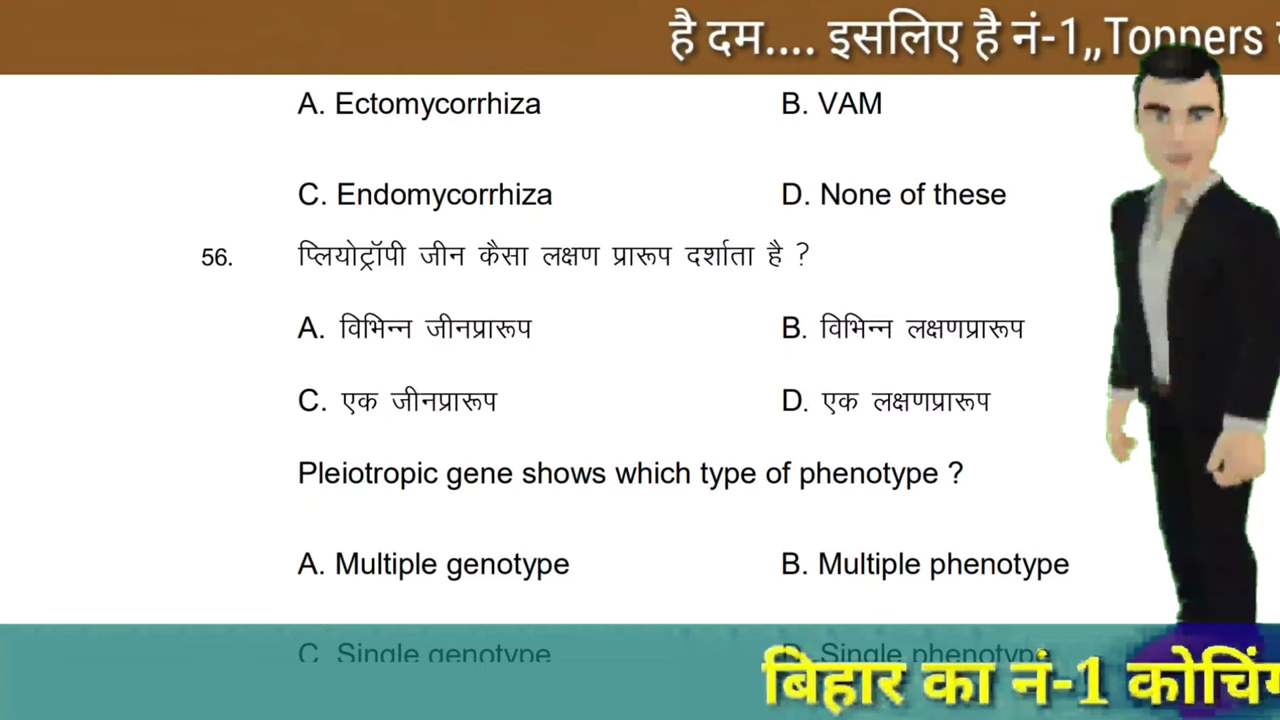 है दम.... इसलिए है नं-1,,Toppers
A. Ectomycorrhiza B. VAM
C. Endomycorrhiza D. None of these
56. प्लियोट्रॉपी जीन कैसा लक्षण प्रारूप दर्शाता है ?
A. विभिन्न जीनप्रारूप B. विभिन्न लक्षणप्रारूप
C. एक जीनप्रारूप D. एक लक्षणप्रारूप
Pleiotropic gene shows which type of phenotype ?
A. Multiple genotype B. Multiple phenotype
C. Single genotype D. Single phenotype
बिहार का नं-1 कोचिंग